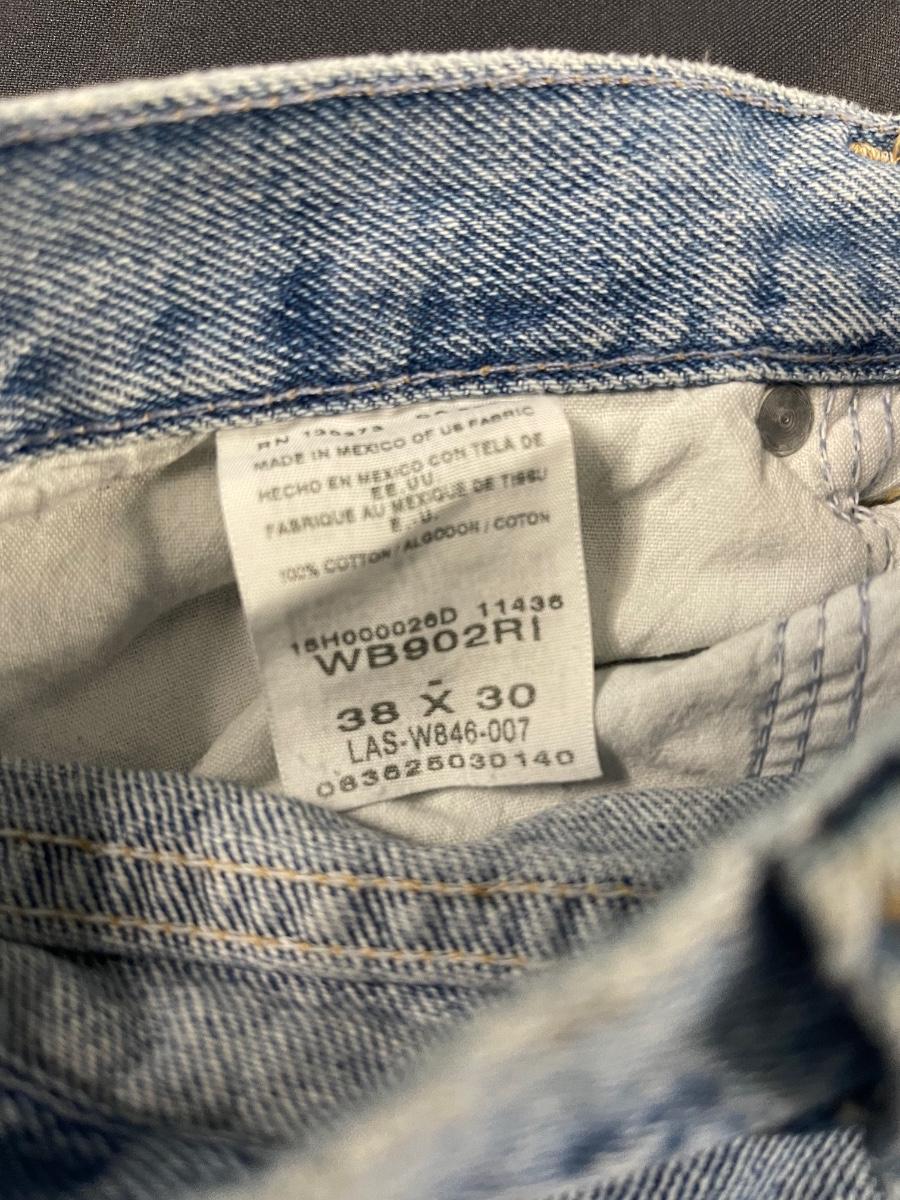 RN
MADE IN MEXICO OF US FABRIC
HECHO EN MEXICO CON TELA DE
EE UU
FABRIQUE AU MEXIQUE DE TISSU
E.-U.
100% COTTON / ALGODON / COTON
11436
WB902RI
38 X 30
LAS-W846-007
083625030140